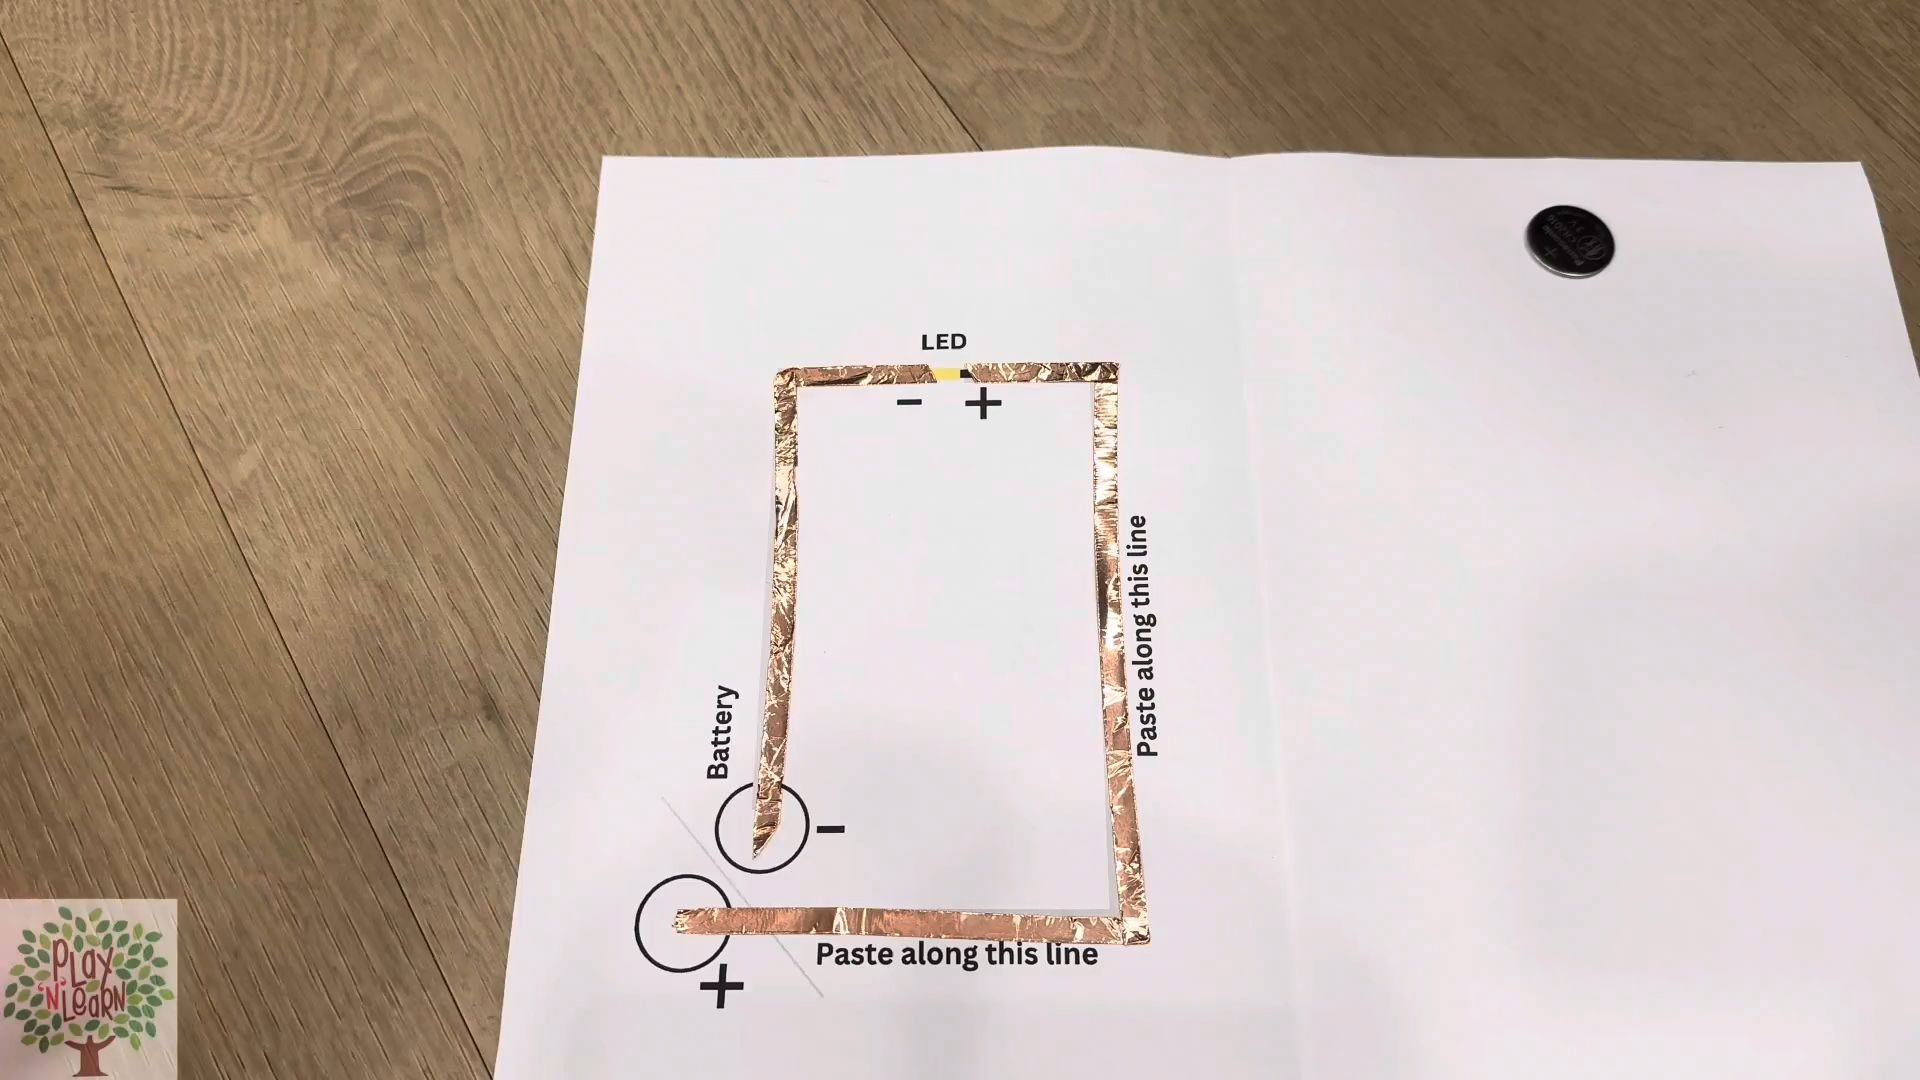 LED
- +
Paste along this line
Battery
-
Paste along this line
+
PLAY
'N'
LEARN